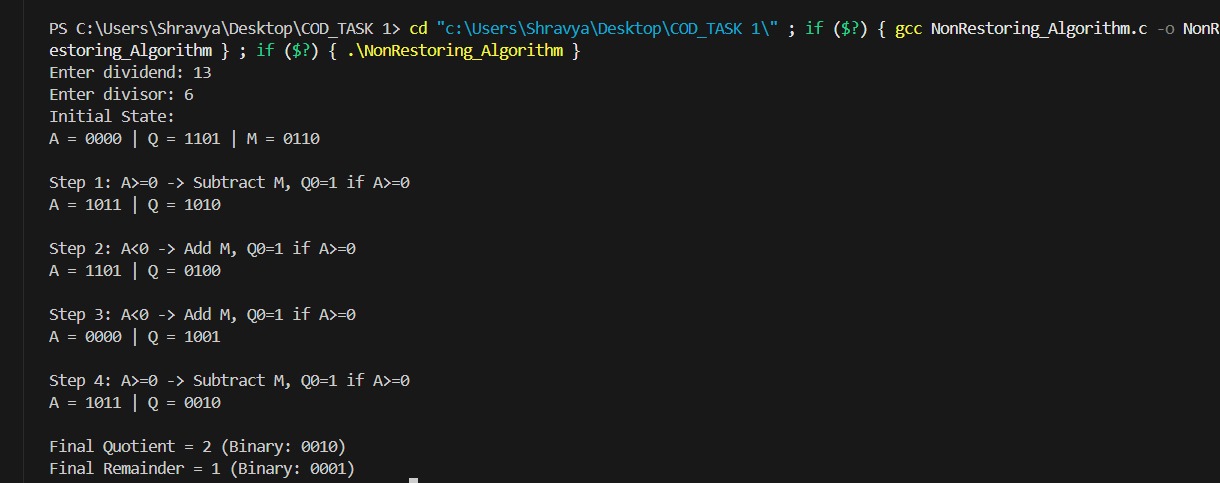 PS C:\Users\Shravya\Desktop\COD_TASK 1> cd "c:\Users\Shravya\Desktop\COD_TASK 1\" ; if ($?) { gcc NonRestoring_Algorithm.c -o NonR
estoring_Algorithm } ; if ($?) { .\NonRestoring_Algorithm }
Enter dividend: 13
Enter divisor: 6
Initial State:
A = 0000 | Q = 1101 | M = 0110
Step 1: A>=0 -> Subtract M, Q0=1 if A>=0
A = 1011 | Q = 1010
Step 2: A<0 -> Add M, Q0=1 if A>=0
A = 1101 | Q = 0100
Step 3: A<0 -> Add M, Q0=1 if A>=0
A = 0000 | Q = 1001
Step 4: A>=0 -> Subtract M, Q0=1 if A>=0
A = 1011 | Q = 0010
Final Quotient = 2 (Binary: 0010)
Final Remainder = 1 (Binary: 0001)